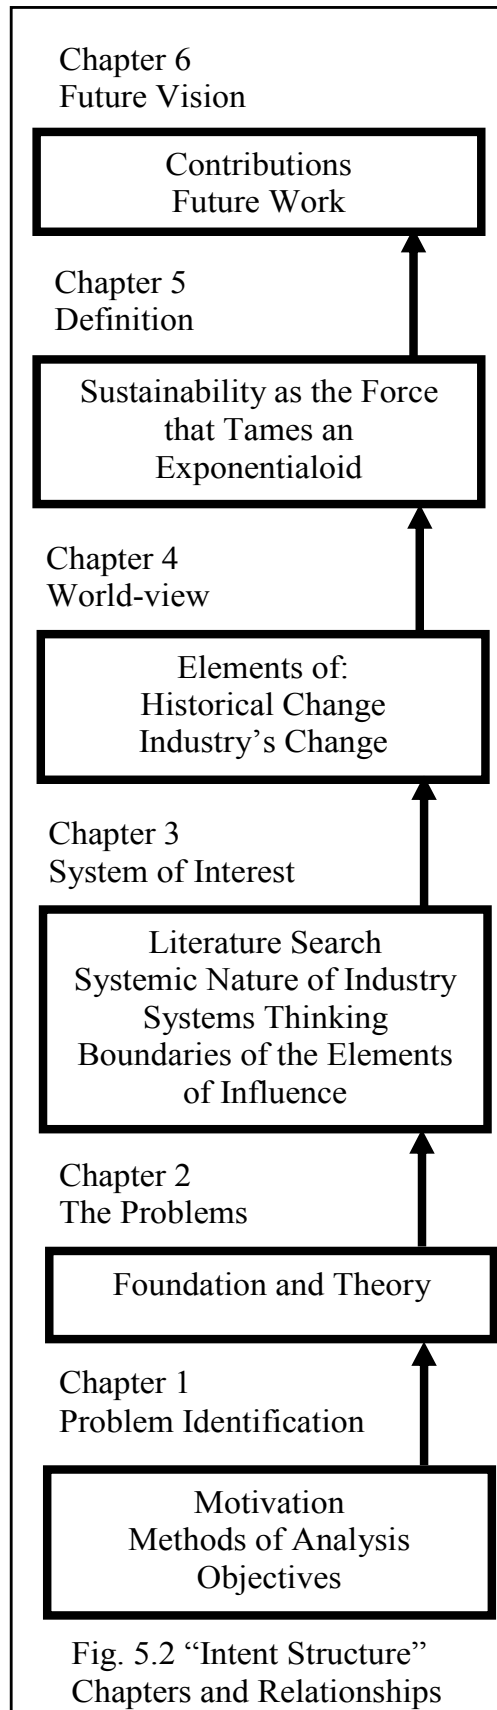 Chapter 6
Future Vision
Contributions
Future Work
Chapter 5
Definition
Sustainability as the Force
that Tames an
Exponentialoid
Chapter 4
World-view
Elements of:
Historical Change
Industry’s Change
Chapter 3
System of Interest
Literature Search
Systemic Nature of Industry
Systems Thinking
Boundaries of the Elements
of Influence
Chapter 2
The Problems
Foundation and Theory
Chapter 1
Problem Identification
Motivation
Methods of Analysis
Objectives
Fig. 5.2 “Intent Structure”
Chapters and Relationships